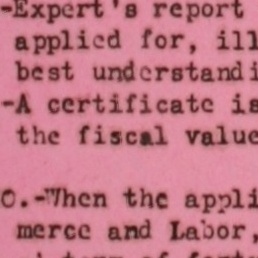 -Expert's report
applied for, ill
best understandi
-A certificate is
the fiscal value
O.-When the appli
merce and Labor,